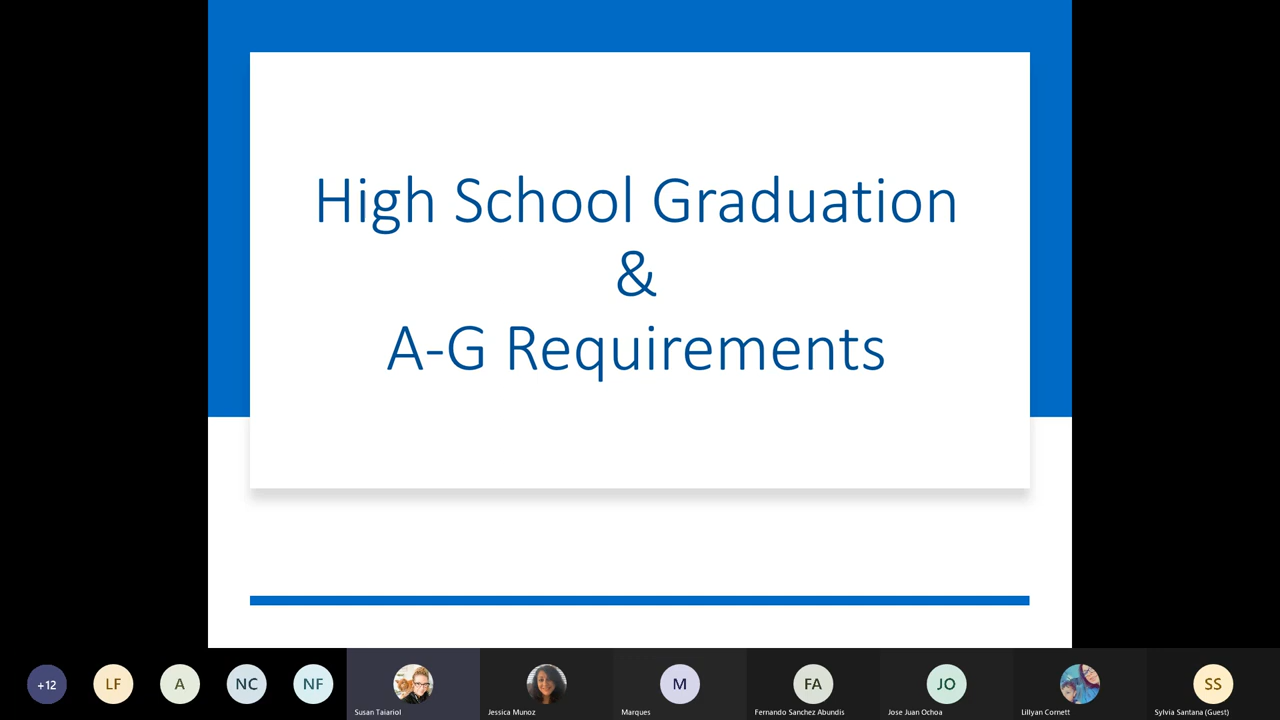 High School Graduation
&
A-G Requirements
+12
LF
A
NC
NF
Susan Taiariol
Jessica Munoz
M
Marques
FA
Fernando Sanchez Abundis
JO
Jose Juan Ochoa
Lillyan Cornett
SS
Sylvia Santana (Guest)